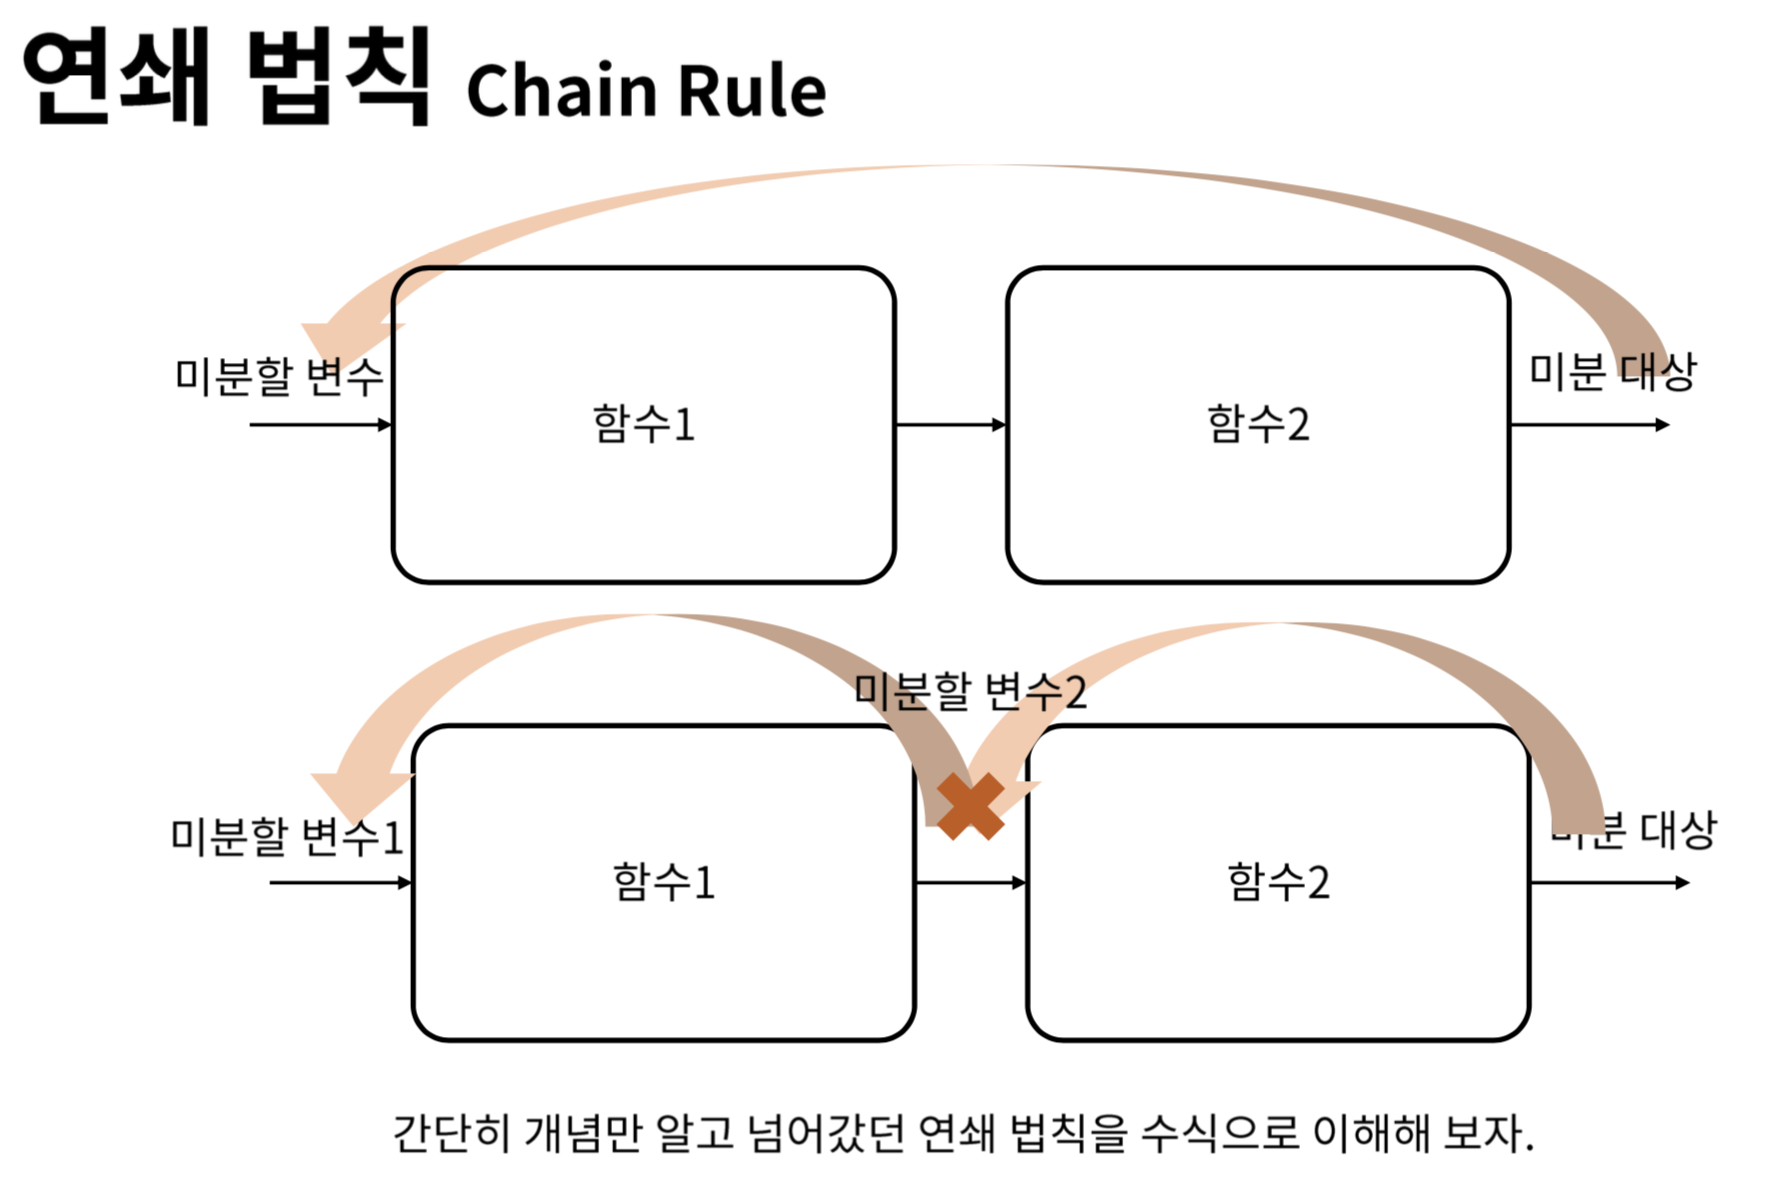 연쇄 법칙 Chain Rule
미분할 변수
미분 대상
함수1
함수2
미분할 변수2
미분할 변수1
미분 대상
함수1
함수2
간단히 개념만 알고 넘어갔던 연쇄 법칙을 수식으로 이해해 보자.